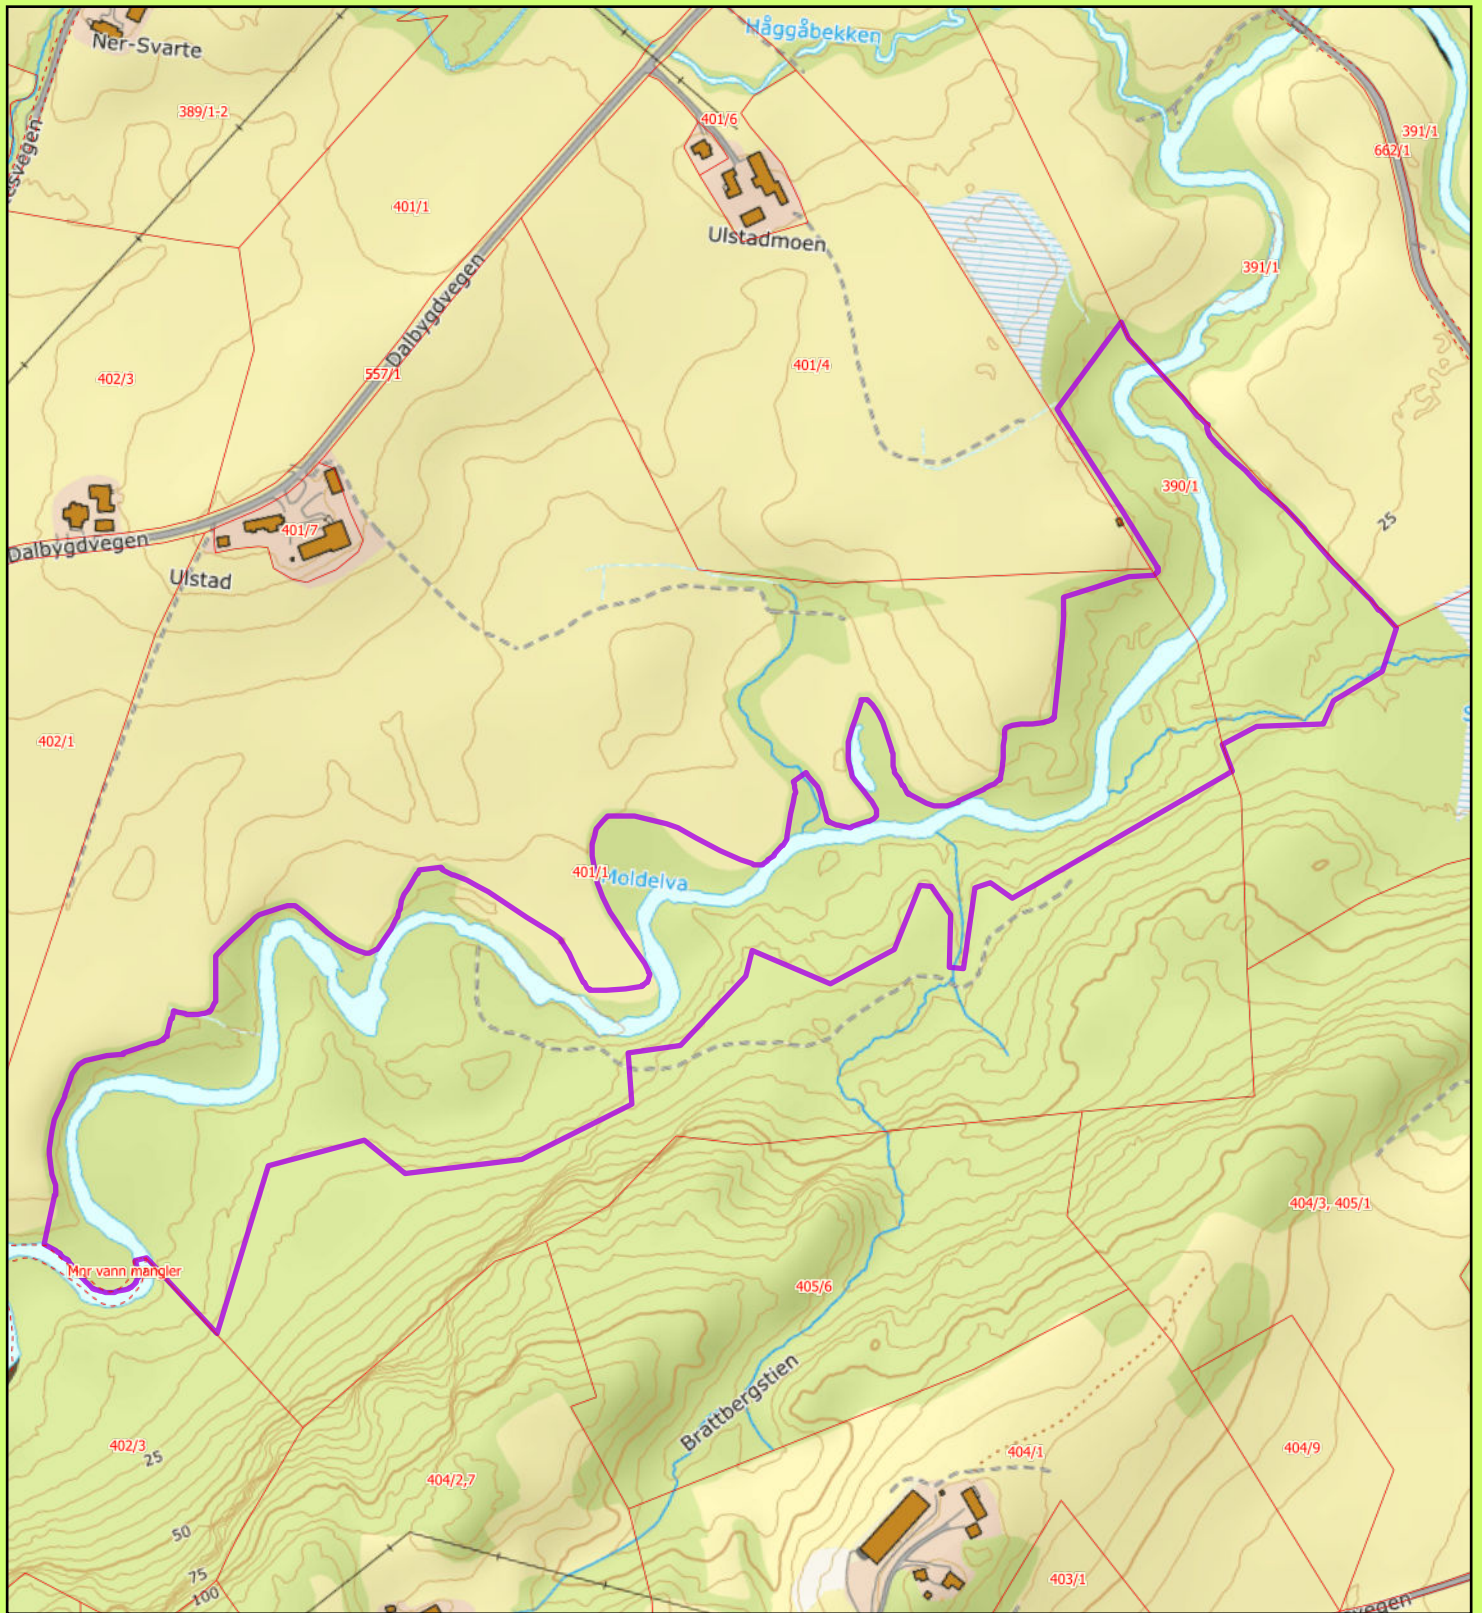 Håggåbekken
Ner-Svarte
389/1-2
401/6
391/1
662/1
401/1
Ulstadmoen
391/1
Dalbygdvegen
401/4
557/1
402/3
390/1
25
401/7
Dalbygdvegen
Ulstad
402/1
401/1
Moldelva
404/3, 405/1
Mnr vann mangler
405/6
Brattbergstien
402/3
25
404/1
404/9
404/2,7
50
75
100
403/1